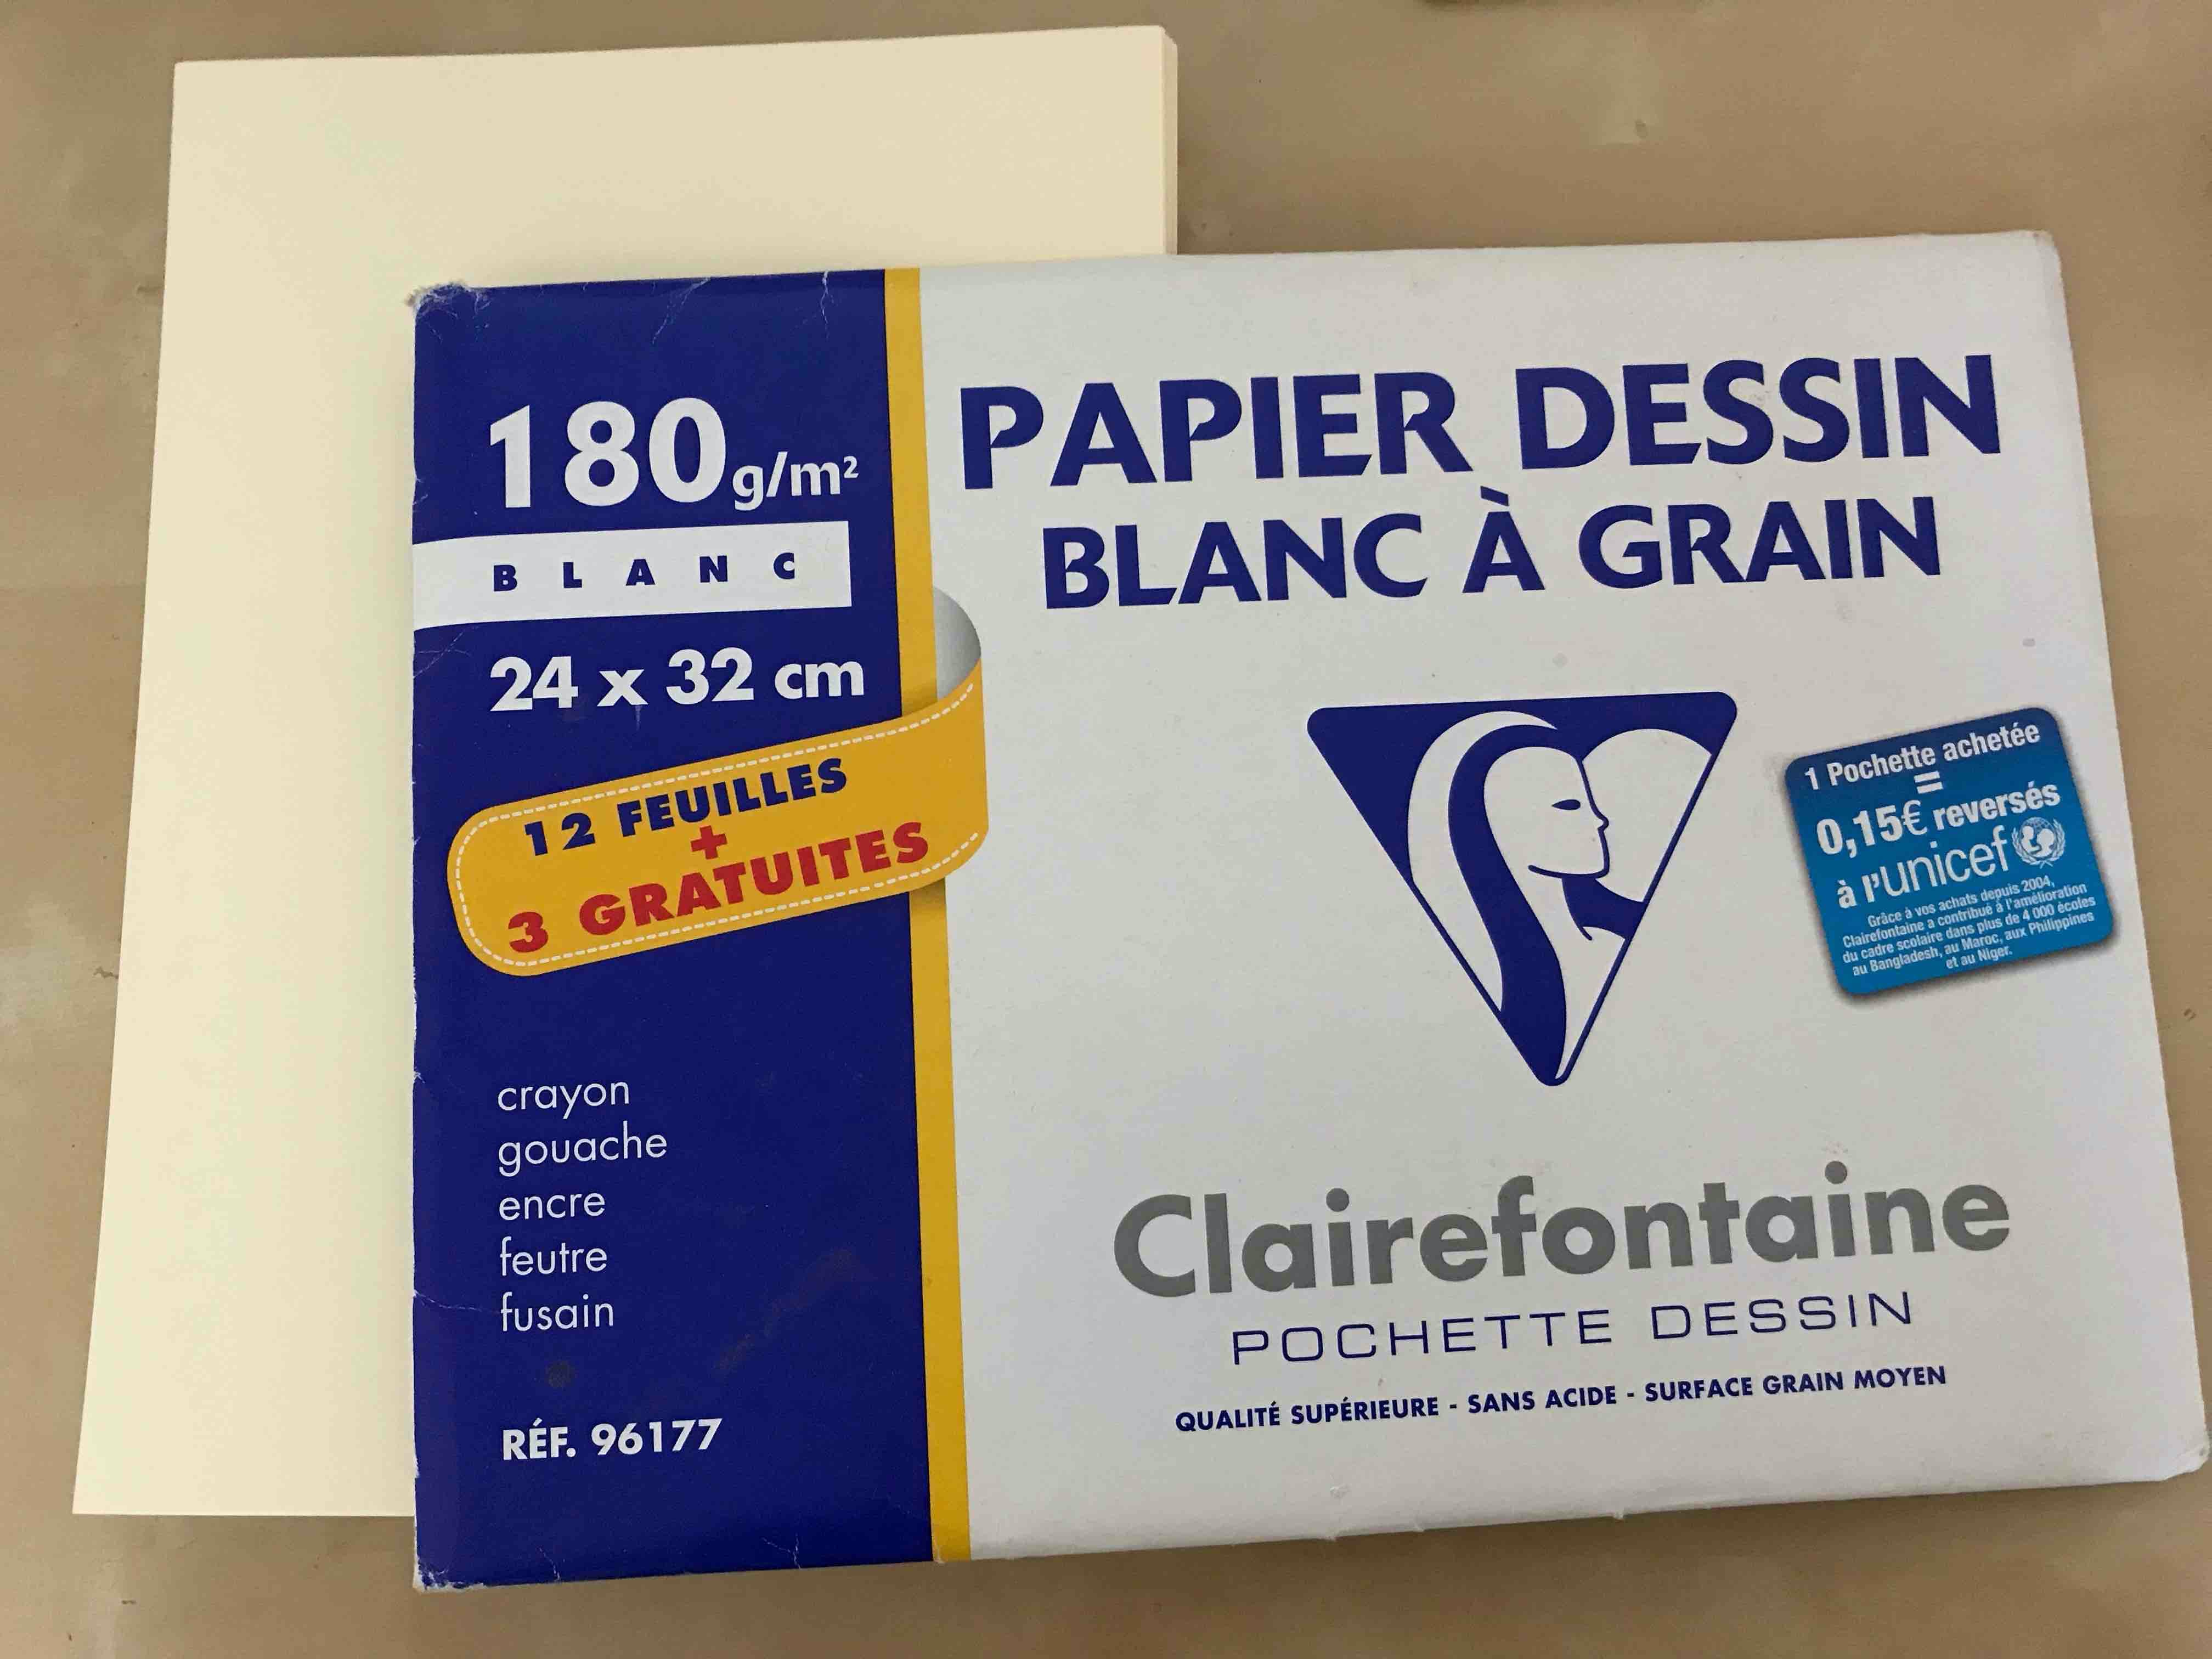 180g/m²
BLANC
24 x 32 cm
12 FEUILLES
+
3 GRATUITES
crayon
gouache
encre
feutre
fusain
RÉF. 96177
PAPIER DESSIN
BLANC À GRAIN
1 Pochette achetée
=
0,15€ reversés
à l'unicef
Grâce à vos achats depuis 2004,
Clairefontaine a contribué à l'amélioration
du cadre scolaire dans plus de 4 000 écoles
au Bangladesh, au Maroc, aux Philippines
et au Niger.
Clairefontaine
POCHETTE DESSIN
QUALITÉ SUPÉRIEURE - SANS ACIDE - SURFACE GRAIN MOYEN